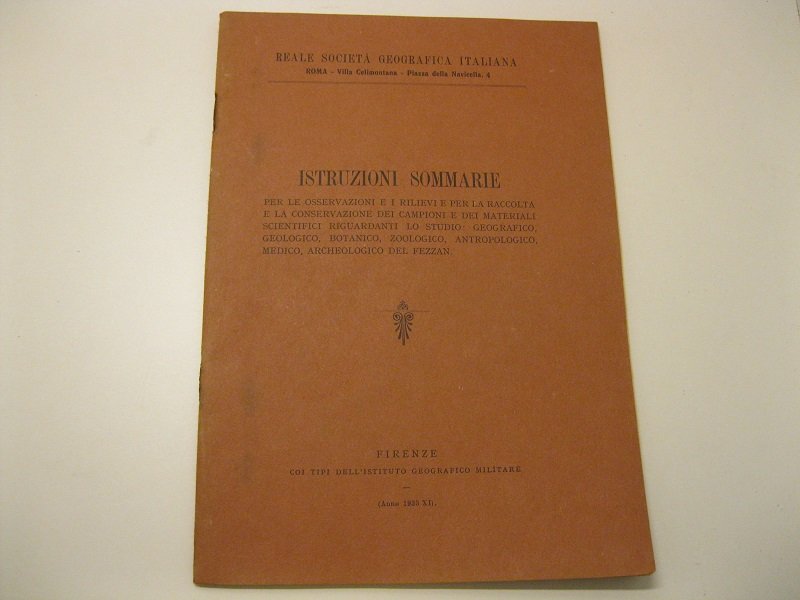 REALE SOCIETÀ GEOGRAFICA ITALIANA
ROMA - Villa Celimontana - Piazza della Navicella, 4
ISTRUZIONI SOMMARIE
PER LE OSSERVAZIONI E I RILIEVI E PER LA RACCOLTA
E LA CONSERVAZIONE DEI CAMPIONI E DEI MATERIALI
SCIENTIFICI RIGUARDANTI LO STUDIO: GEOGRAFICO,
GEOLOGICO, BOTANICO, ZOOLOGICO, ANTROPOLOGICO,
MEDICO, ARCHEOLOGICO DEL FEZZAN
FIRENZE
COI TIPI DELL'ISTITUTO GEOGRAFICO MILITARE
(Anno 1933 XI).